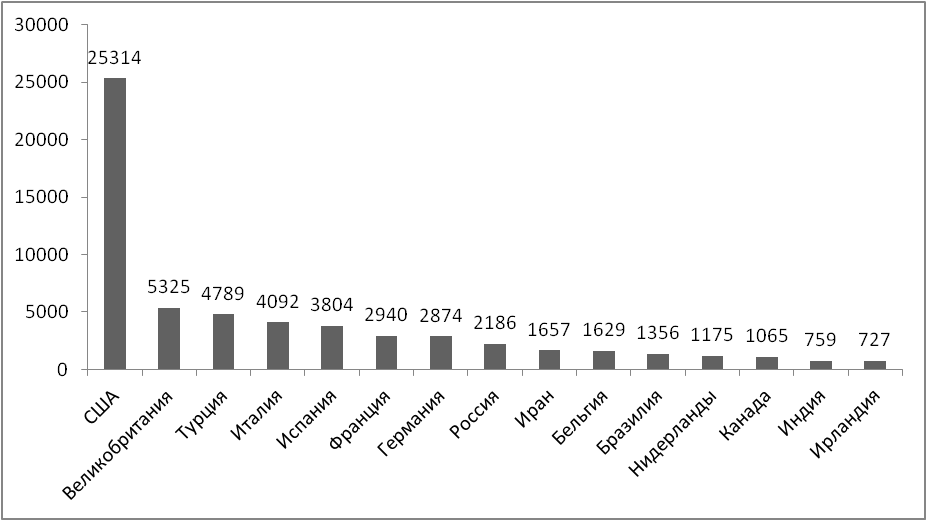 30000
25000
20000
15000
10000
5000
0
25314
5325
4789
4092
3804
2940
2874
2186
1657
1629
1356
1175
1065
759
727
США
Великобритания
Турция
Италия
Испания
Франция
Германия
Россия
Иран
Бельгия
Бразилия
Нидерланды
Канада
Индия
Ирландия